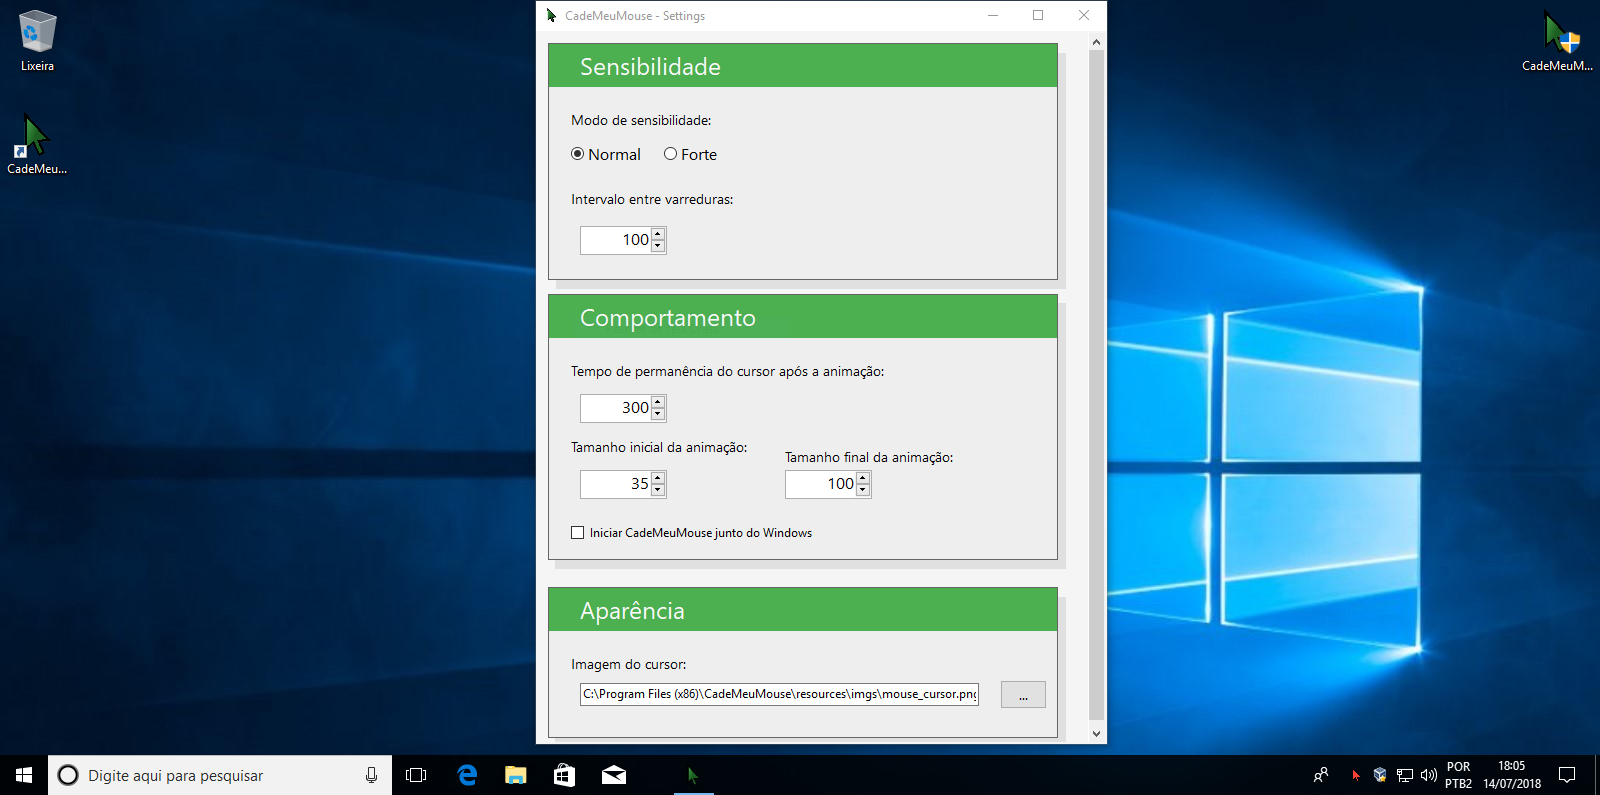 Lixeira
CadeMeu...
CadeMeuM...
CadeMeuMouse - Settings
Sensibilidade
Modo de sensibilidade:
Normal Forte
Intervalo entre varreduras:
100
Comportamento
Tempo de permanência do cursor após a animação:
300
Tamanho inicial da animação:
Tamanho final da animação:
35
100
Iniciar CadeMeuMouse junto do Windows
Aparência
Imagem do cursor:
C:\Program Files (x86)\CadeMeuMouse\resources\imgs\mouse_cursor.png
...
Digite aqui para pesquisar
POR
PTB2
18:05
14/07/2018